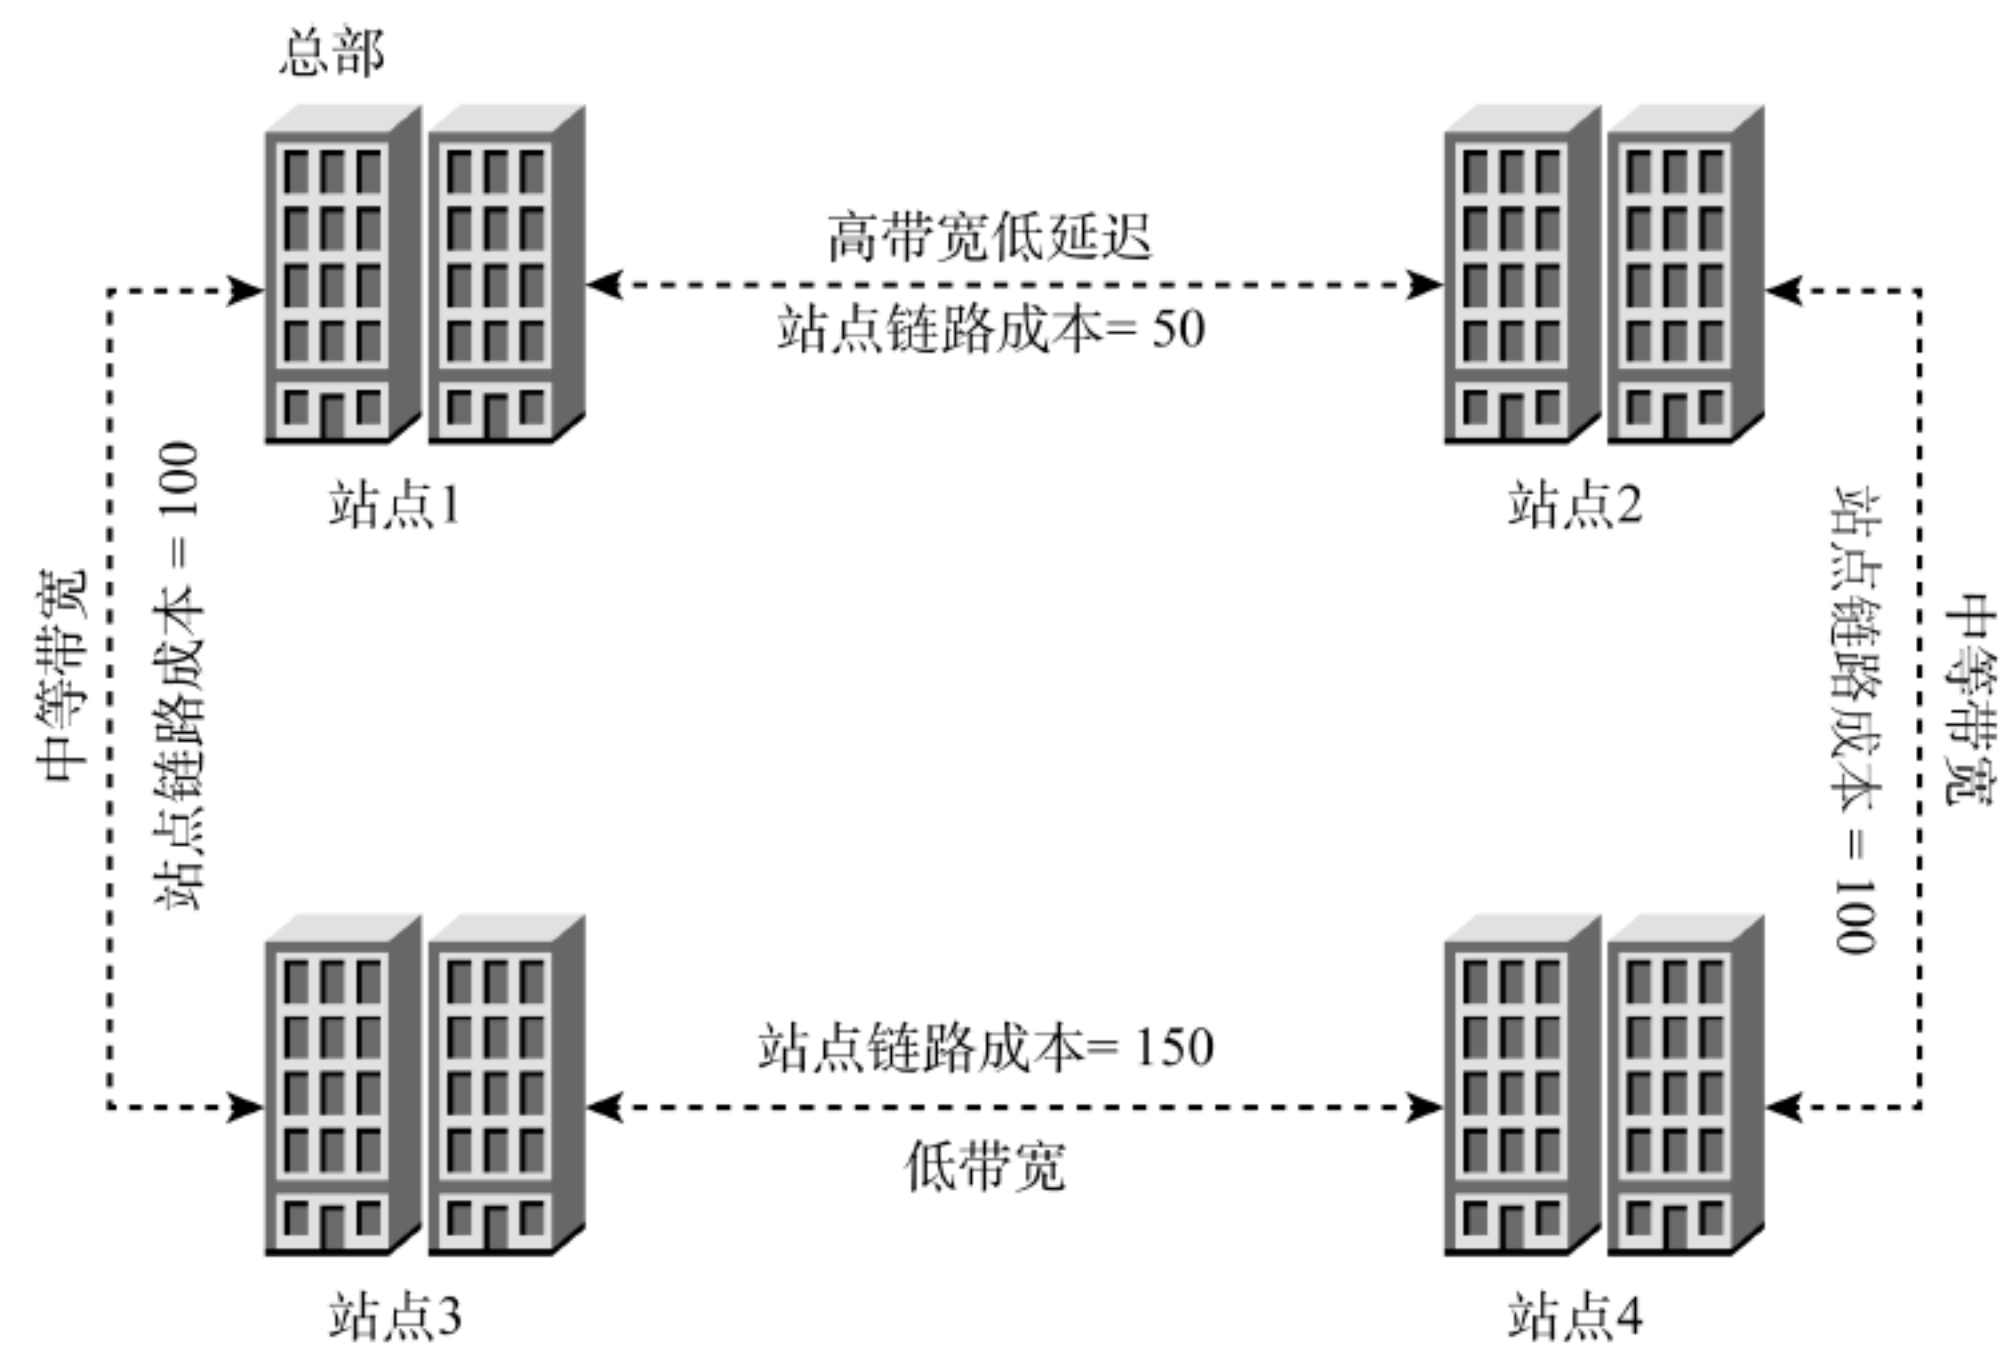 总部
高带宽低延迟
站点链路成本= 50
站点1
站点2
中等带宽
站点链路成本 = 100
站点链路成本 = 100
中等带宽
站点链路成本= 150
低带宽
站点3
站点4